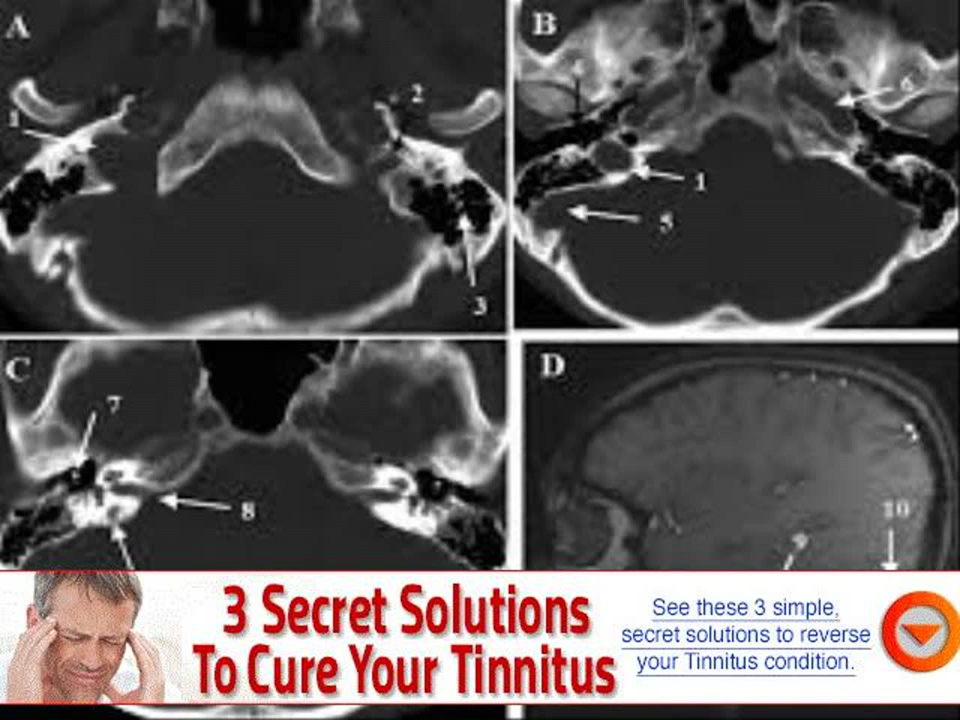 A
B
2
6
1
1
5
3
C
D
7
8
9
10
3 Secret Solutions
To Cure Your Tinnitus
See these 3 simple,
secret solutions to reverse
your Tinnitus condition.